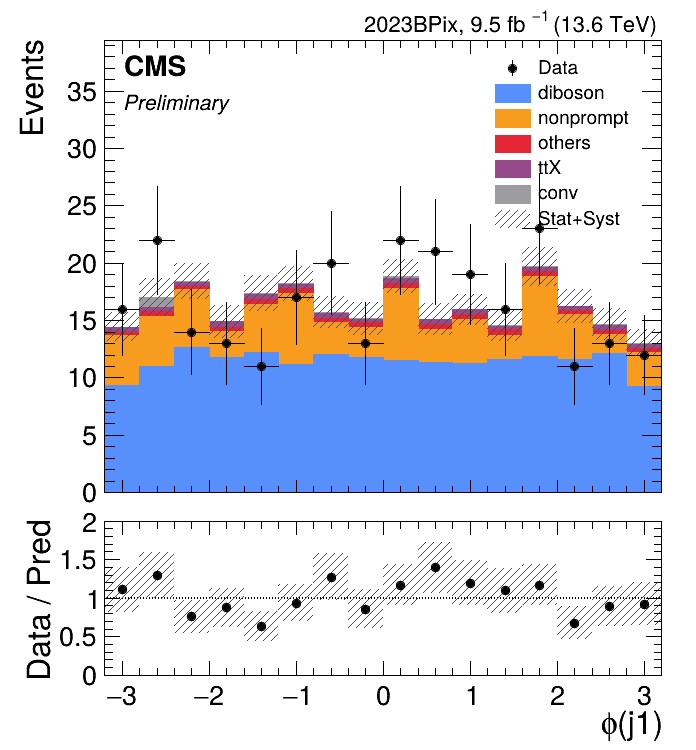 2023BPix, 9.5 fb⁻¹ (13.6 TeV)
Events
CMS
Preliminary
Data
diboson
nonprompt
others
ttX
conv
Stat+Syst
35
30
25
20
15
10
5
0
Data / Pred
2
1.5
1
0.5
0
−3 −2 −1 0 1 2 3
ϕ(j1)